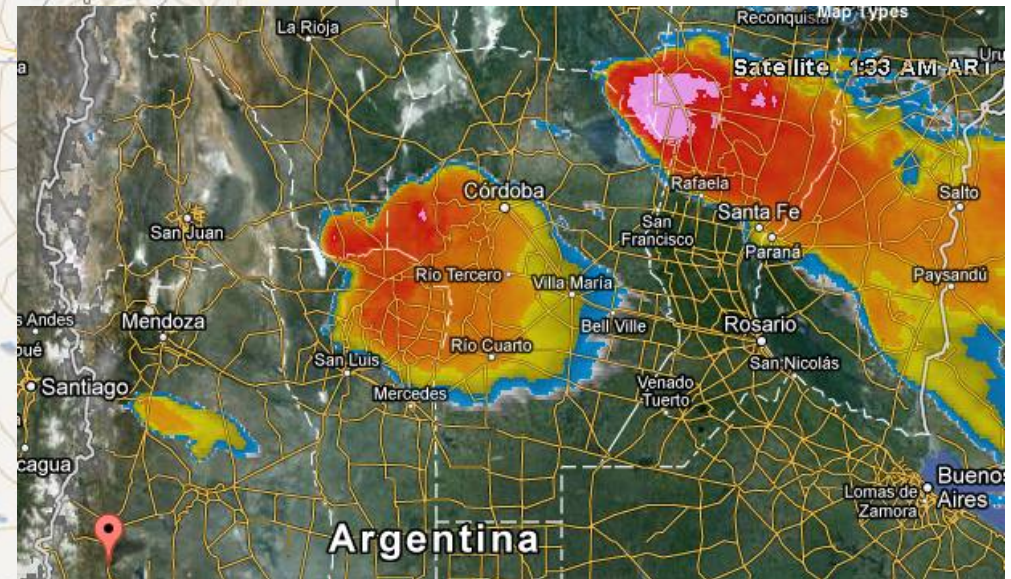 Reconquista
Map Types
La Rioja
Satellite 1:33 AM ART
Uru
a
Rafaela
Córdoba
Salto
Santa Fe
San Juan
San
Francisco
Paraná
Río Tercero
Villa María
Paysandú
s Andes
Mendoza
Bell Ville
Rosario
ué
Río Cuarto
San Luis
San Nicolás
Santiago
Mercedes
Venado
Tuerto
cagua
Buenos
Aires
Lomas de
Zamora
Argentina